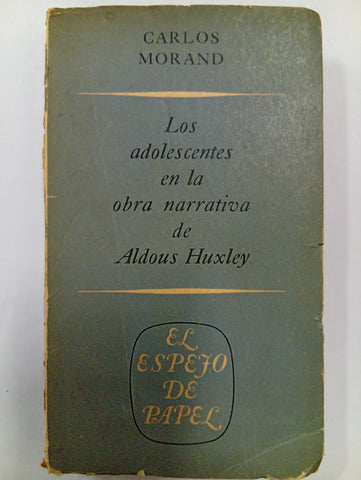 CARLOS
MORAND
Los
adolescentes
en la
obra narrativa
de
Aldous Huxley
EL
ESPEJO
DE
PAPEL